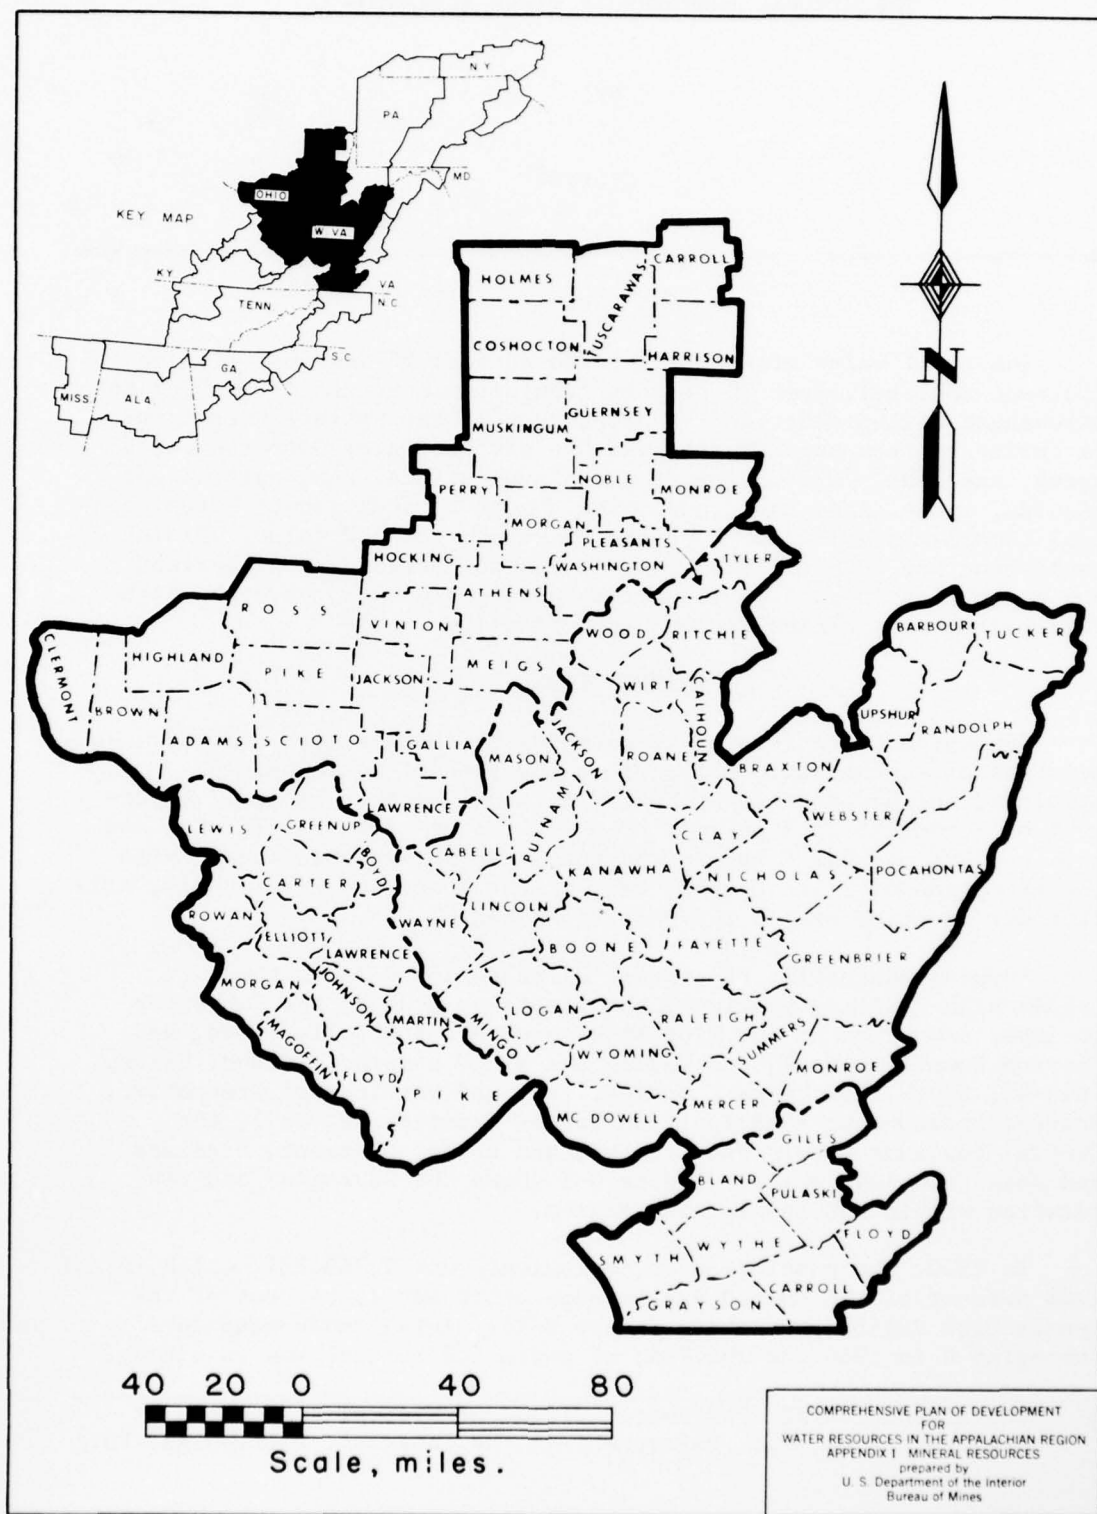 KEY MAP
N.Y
PA
MD
OHIO
W. VA
KY
VA
N.C
TENN
S.C
GA
MISS
ALA
N
CARROLL
HOLMES
TUSCARAWAS
COSHOCTON
HARRISON
GUERNSEY
MUSKINGUM
NOBLE
PERRY
MONROE
MORGAN
PLEASANTS
HOCKING
WASHINGTON
TYLER
ATHENS
ROSS
VINTON
WOOD
RITCHIE
BARBOUR
TUCKER
CLERMONT
HIGHLAND
PIKE
JACKSON
MEIGS
WIRT
CALHOUN
BROWN
UPSHUR
RANDOLPH
ADAMS
SCIOTO
GALLIA
MASON
JACKSON
ROANE
BRAXTON
LAWRENCE
PUTNAM
WEBSTER
LEWIS
GREENUP
BOYD
CABELL
CLAY
CARTER
KANAWHA
NICHOLAS
POCAHONTAS
ROWAN
LINCOLN
WAYNE
ELLIOTT
LAWRENCE
BOONE
FAYETTE
GREENBRIER
MORGAN
JOHNSON
LOGAN
MARTIN
MINGO
RALEIGH
SUMMERS
MAGOFFIN
WYOMING
MONROE
FLOYD
PIKE
MERCER
MC DOWELL
GILES
BLAND
PULASKI
FLOYD
SMYTH
WYTHE
CARROLL
GRAYSON
40 20 0 40 80
Scale, miles.
COMPREHENSIVE PLAN OF DEVELOPMENT
FOR
WATER RESOURCES IN THE APPALACHIAN REGION
APPENDIX I MINERAL RESOURCES
prepared by
U. S. Department of the Interior
Bureau of Mines